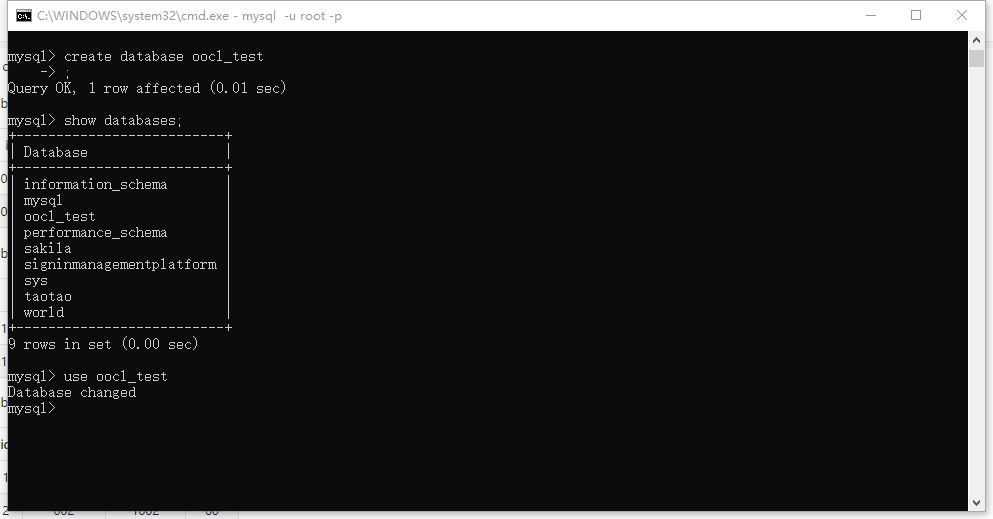 C:\WINDOWS\system32\cmd.exe - mysql  -u root -p
mysql> create database oocl_test
    -> ;
Query OK, 1 row affected (0.01 sec)
mysql> show databases;
+--------------------------+
| Database                 |
+--------------------------+
| information_schema       |
| mysql                    |
| oocl_test                |
| performance_schema       |
| sakila                   |
| signinmanagementplatform |
| sys                      |
| taotao                   |
| world                    |
+--------------------------+
9 rows in set (0.00 sec)
mysql> use oocl_test
Database changed
mysql>